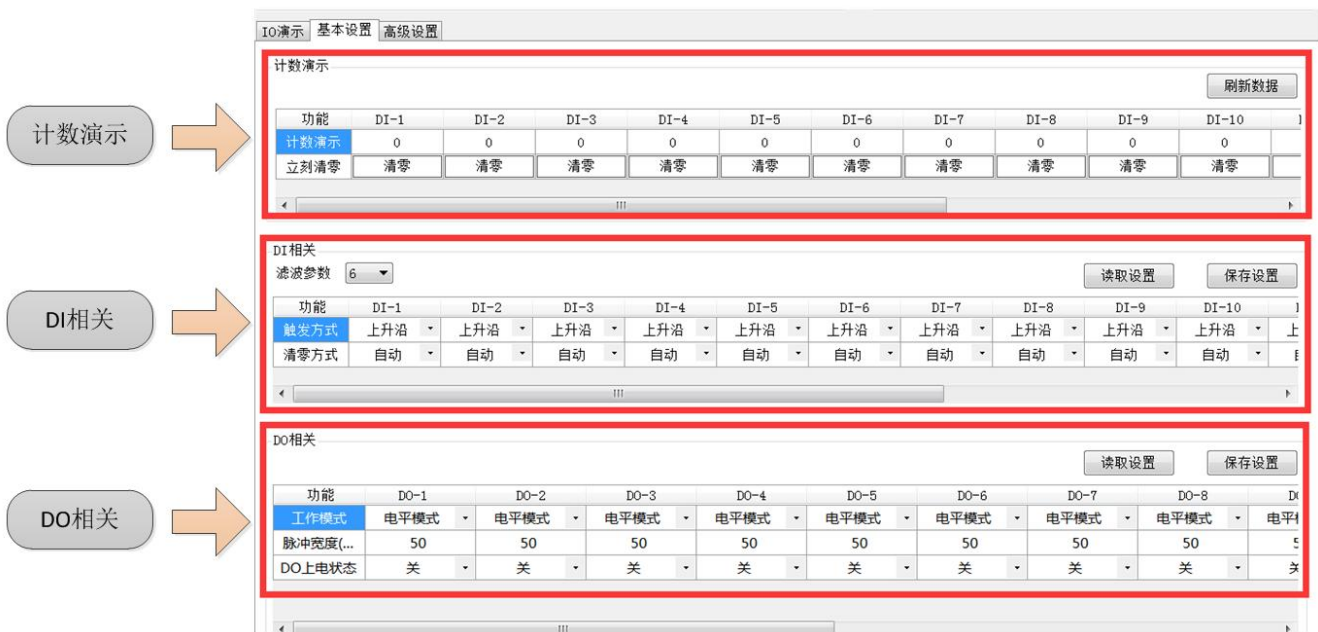 IO演示 基本设置 高级设置
计数演示
刷新数据
功能 DI-1 DI-2 DI-3 DI-4 DI-5 DI-6 DI-7 DI-8 DI-9 DI-10
计数演示 0 0 0 0 0 0 0 0 0 0
立刻清零 清零 清零 清零 清零 清零 清零 清零 清零 清零 清零
计数演示
DI相关
滤波参数 6 读取设置 保存设置
功能 DI-1 DI-2 DI-3 DI-4 DI-5 DI-6 DI-7 DI-8 DI-9 DI-10
触发方式 上升沿 上升沿 上升沿 上升沿 上升沿 上升沿 上升沿 上升沿 上升沿 上升沿 上
清零方式 自动 自动 自动 自动 自动 自动 自动 自动 自动 自动
DI相关
DO相关
读取设置 保存设置
功能 DO-1 DO-2 DO-3 DO-4 DO-5 DO-6 DO-7 DO-8
工作模式 电平模式 电平模式 电平模式 电平模式 电平模式 电平模式 电平模式 电平模式 电平
脉冲宽度(... 50 50 50 50 50 50 50 50
DO上电状态 关 关 关 关 关 关 关 关 关
DO相关